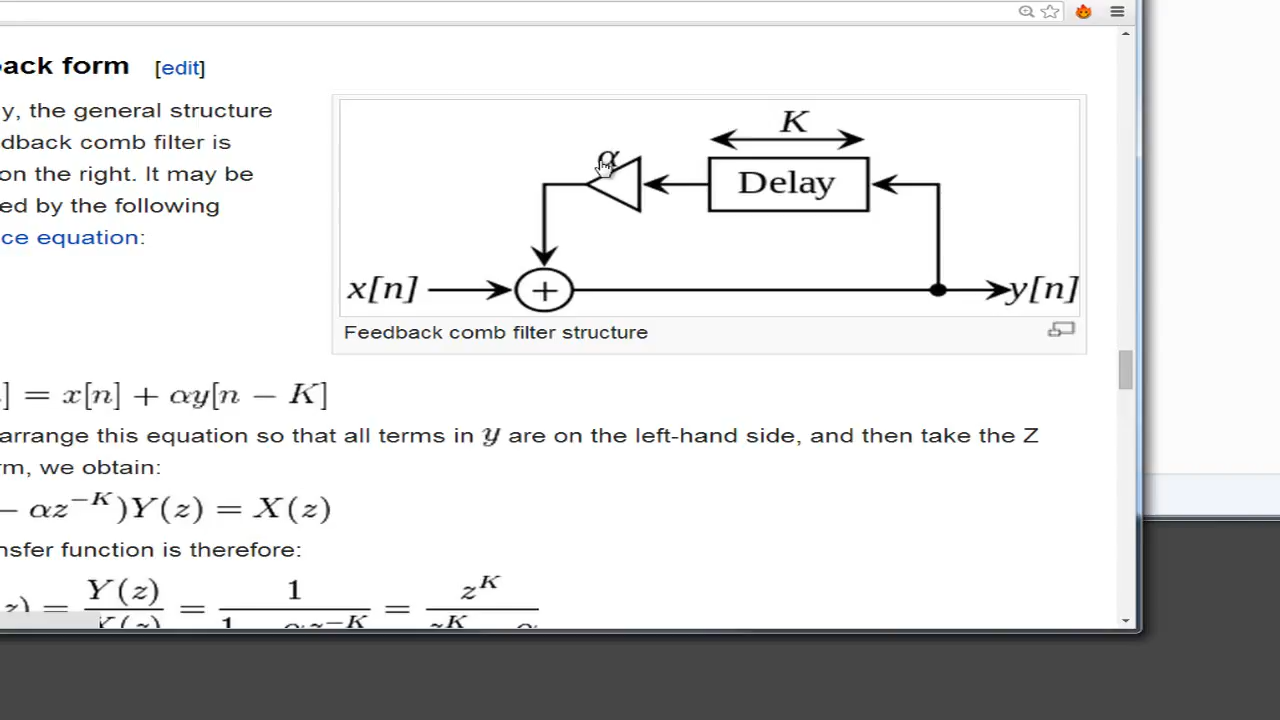 ack form [edit]
y, the general structure
dback comb filter is
on the right. It may be
ed by the following
ce equation:
K
α
Delay
x[n]
+
y[n]
Feedback comb filter structure
] = x[n] + αy[n − K]
arrange this equation so that all terms in y are on the left-hand side, and then take the Z
rm, we obtain:
− αz^{−K})Y(z) = X(z)
nsfer function is therefore:
z) = Y(z) / X(z) = 1 / 1 − αz^{−K} = z^K / z^K − α